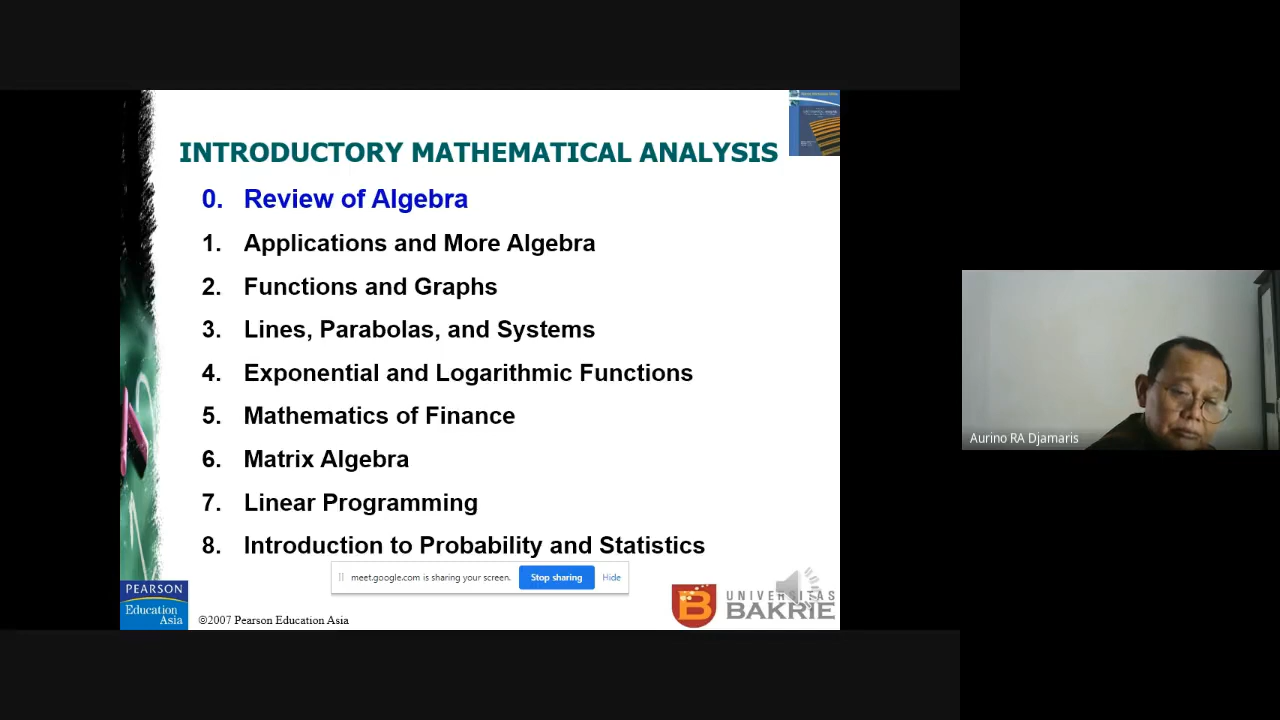 INTRODUCTORY MATHEMATICAL ANALYSIS
0. Review of Algebra
1. Applications and More Algebra
2. Functions and Graphs
3. Lines, Parabolas, and Systems
4. Exponential and Logarithmic Functions
5. Mathematics of Finance
6. Matrix Algebra
7. Linear Programming
8. Introduction to Probability and Statistics
meet.google.com is sharing your screen. Stop sharing Hide
PEARSON
Education
Asia
©2007 Pearson Education Asia
UNIVERSITAS
BAKRIE
Aurino RA Djamaris